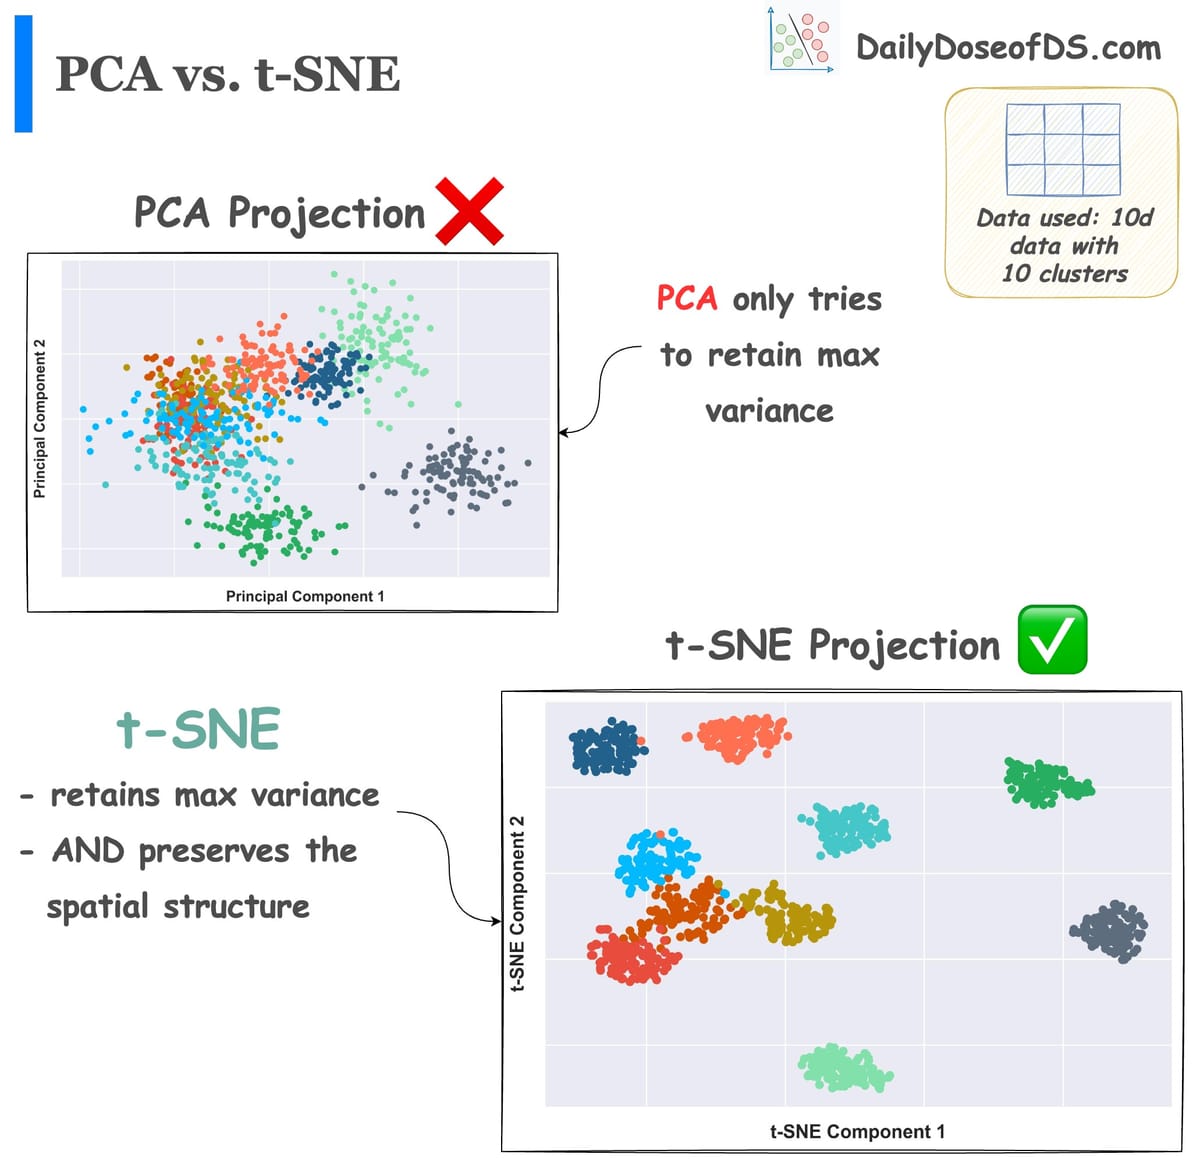 PCA vs. t-SNE
DailyDoseofDS.com
Data used: 10d
data with
10 clusters
PCA Projection
Principal Component 2
Principal Component 1
PCA only tries
to retain max
variance
t-SNE Projection
t-SNE
- retains max variance
- AND preserves the
spatial structure
t-SNE Component 2
t-SNE Component 1